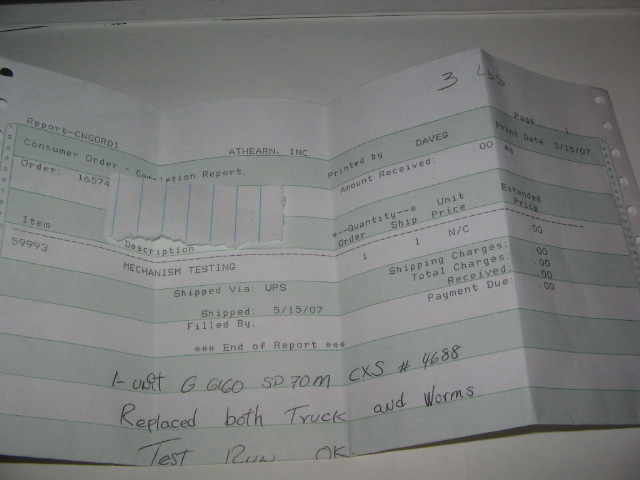 3 Lbs
Page 1
Report-CNGORD1 ATHEARN, INC. Printed by DAVEG Print Date 5/15/07
Consumer Order - Completion Report Amount Received: .00 As
Order: 16574
*--Quantity--* Unit Extended
Item Description Order Ship Price Price
59993 MECHANISM TESTING 1 1 N/C .00
Shipped Via: UPS Shipping Charges: .00
Total Charges: .00
Shipped: 5/15/07 Received: .00
Filled By: Payment Due: .00
*** End of Report ***
1- unit G 6160 SD70m CXS # 4688
Replaced both Truck and Worms
Test Run OK.